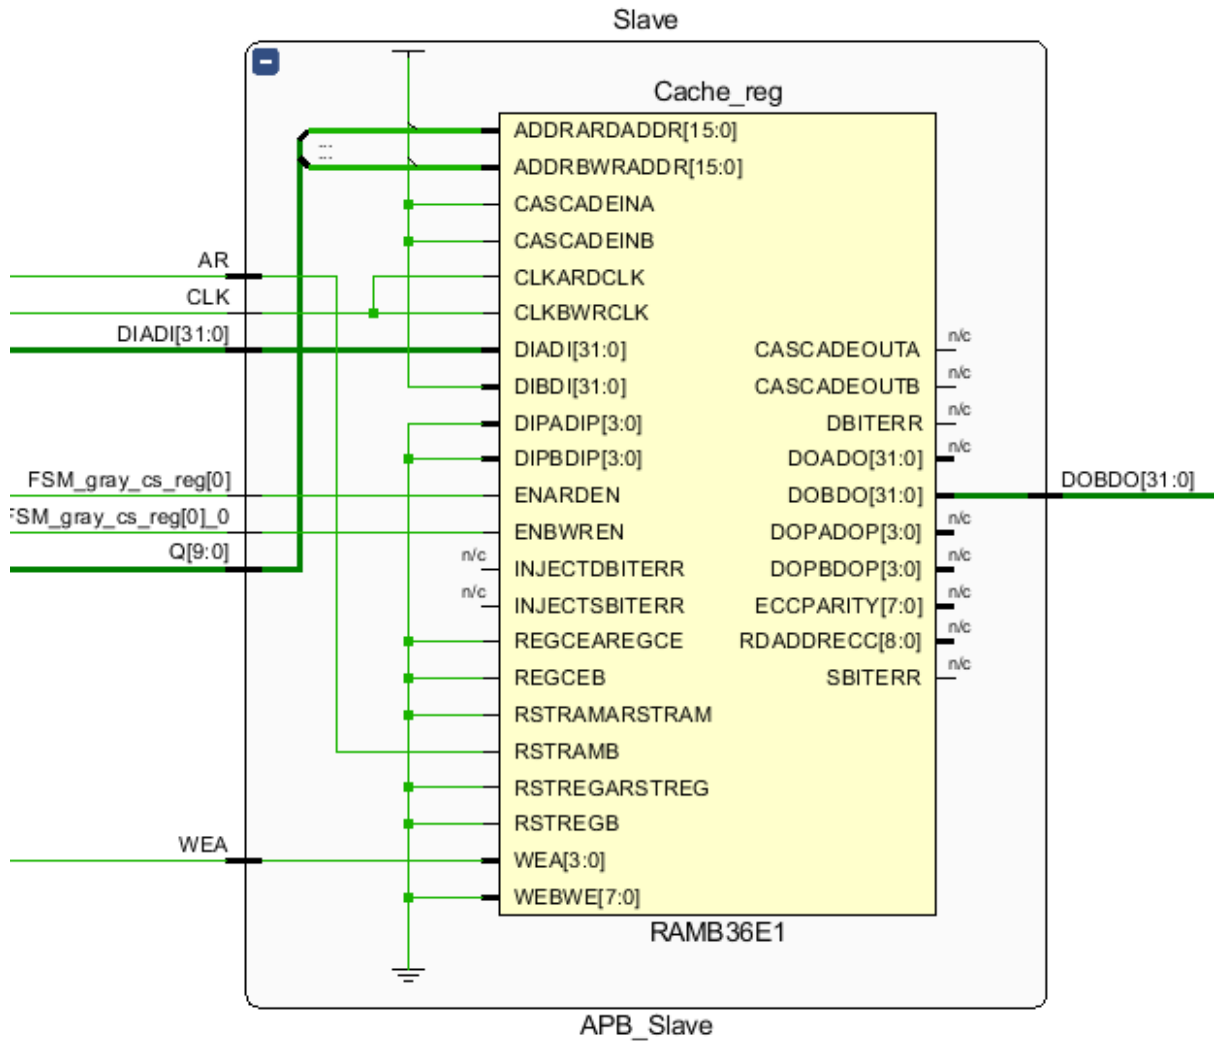 Slave
Cache_reg
ADDRARDADDR[15:0]
ADDRBWRADDR[15:0]
CASCADEINA
CASCADEINB
AR
CLKARDCLK
CLK
CLKBWRCLK
DIADI[31:0]
DIADI[31:0]
CASCADEOUTA
n/c
DIBDI[31:0]
CASCADEOUTB
n/c
DIPADIP[3:0]
DBITERR
n/c
DIPBDIP[3:0]
DOADO[31:0]
n/c
FSM_gray_cs_reg[0]
ENARDEN
DOBDO[31:0]
DOBDO[31:0]
FSM_gray_cs_reg[0]_0
ENBWREN
DOPADOP[3:0]
n/c
Q[9:0]
n/c
INJECTDBITERR
DOPBDOP[3:0]
n/c
n/c
INJECTSBITERR
ECCPARITY[7:0]
n/c
REGCEAREGCE
RDADDRECC[8:0]
n/c
REGCEB
SBITERR
n/c
RSTRAMARSTRAM
RSTRAMB
RSTREGARSTREG
RSTREGB
WEA
WEA[3:0]
WEBWE[7:0]
RAMB36E1
APB_Slave